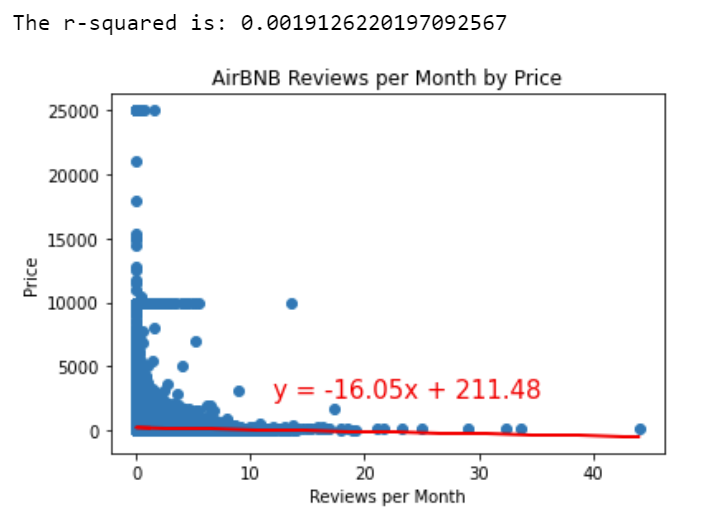 The r-squared is: 0.0019126220197092567
AirBNB Reviews per Month by Price
25000
20000
15000
10000
5000
0
Price
y = -16.05x + 211.48
0 10 20 30 40
Reviews per Month